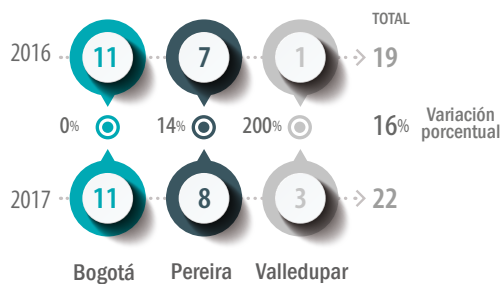 TOTAL
2016 11 7 1 19
0% 14% 200% 16% Variación
porcentual
2017 11 8 3 22
Bogotá Pereira Valledupar